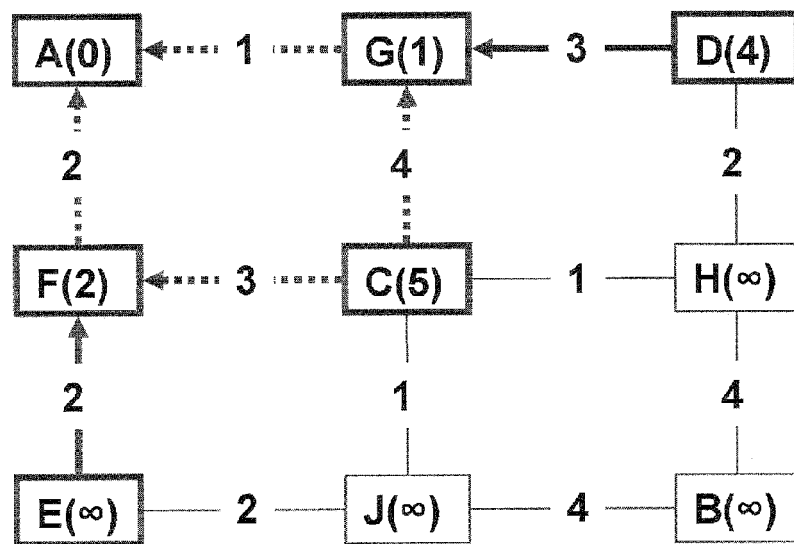 A(0) 1 G(1) 3 D(4)
2 4 2
F(2) 3 C(5) 1 H(∞)
2 1 4
E(∞) 2 J(∞) 4 B(∞)